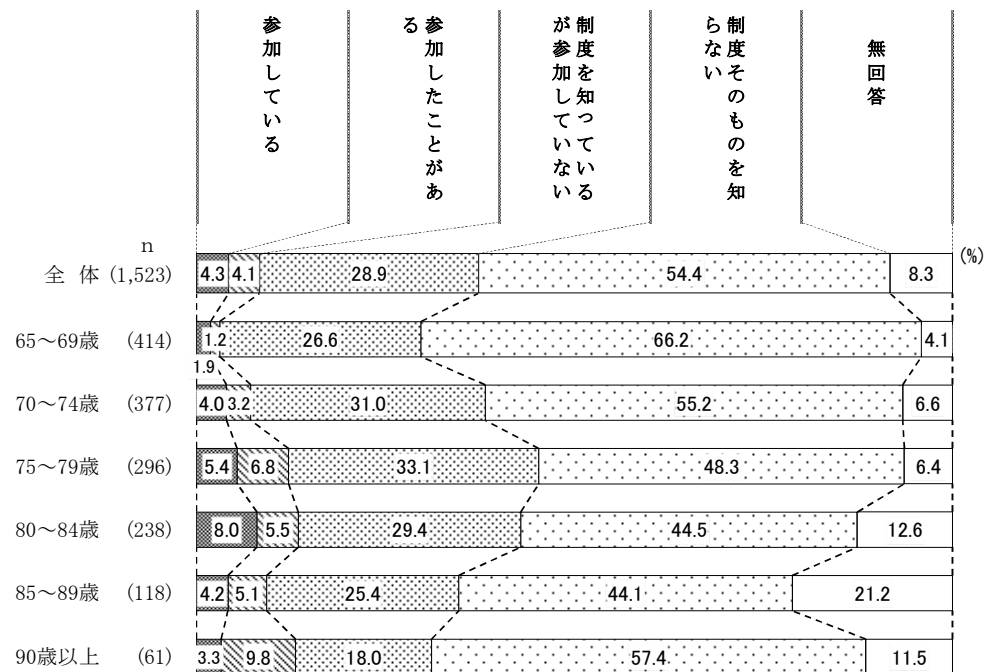 参加している
参加したことがあ
る
制度を知っている
が参加していない
制度そのものを知
らない
無回答
n
(%)
全 体 (1,523) 4.3 4.1 28.9 54.4 8.3
65～69歳 (414) 1.2 26.6 66.2 4.1
1.9
70～74歳 (377) 4.0 3.2 31.0 55.2 6.6
75～79歳 (296) 5.4 6.8 33.1 48.3 6.4
80～84歳 (238) 8.0 5.5 29.4 44.5 12.6
85～89歳 (118) 4.2 5.1 25.4 44.1 21.2
90歳以上 (61) 3.3 9.8 18.0 57.4 11.5